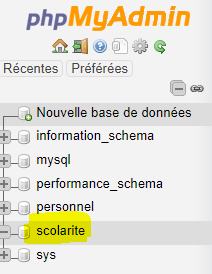 phpMyAdmin
Récentes Préférées
Nouvelle base de données
information_schema
mysql
performance_schema
personnel
scolarite
sys